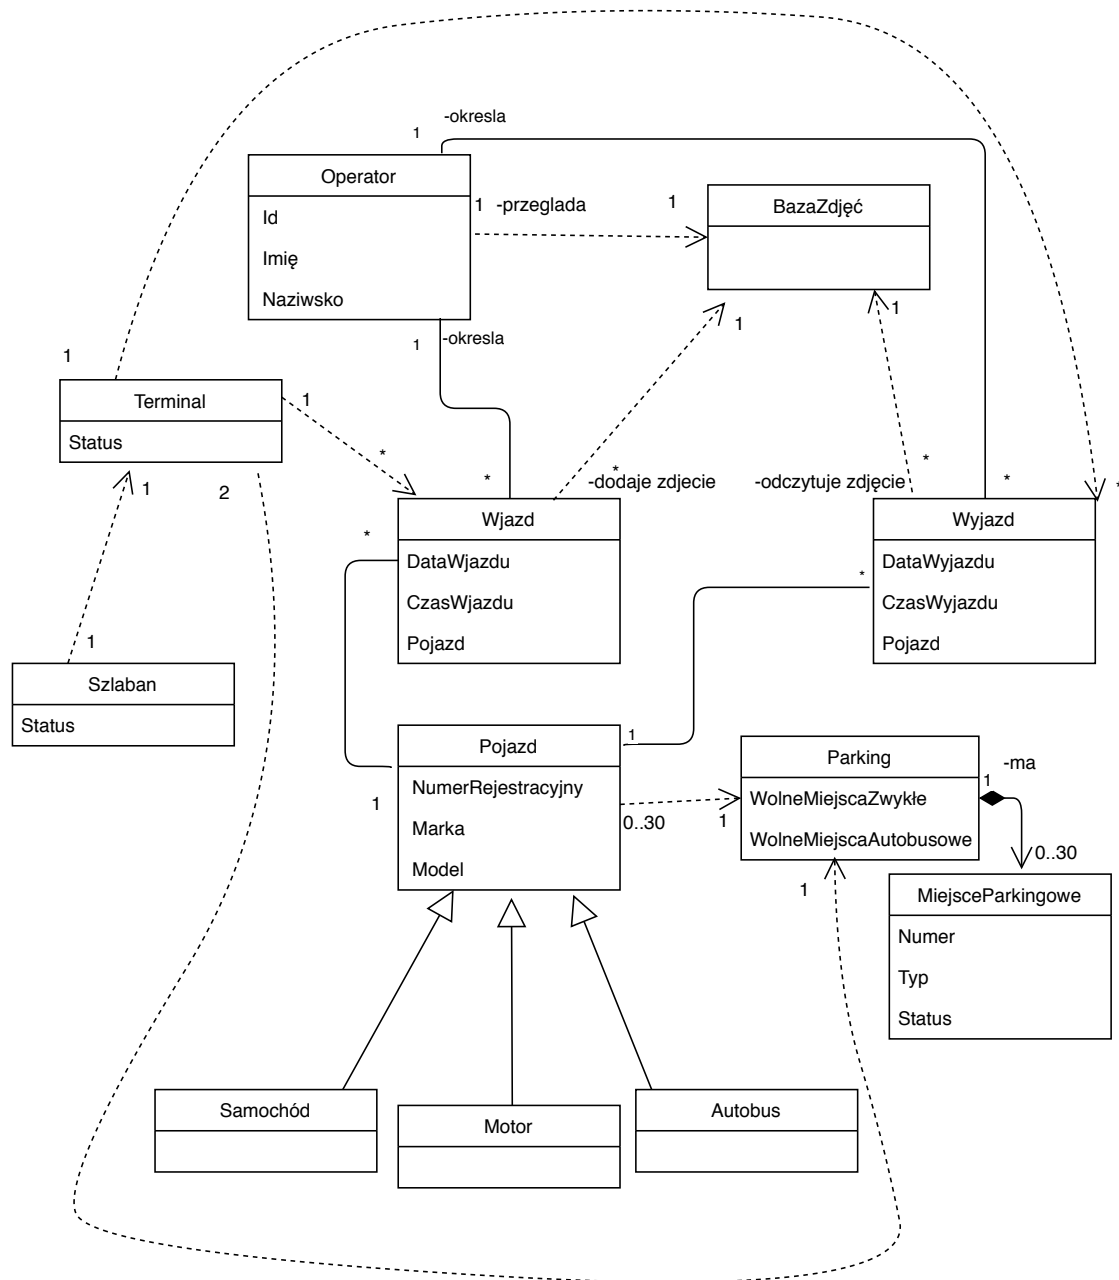 -okresla
1
Operator
Id
Imię
Naziwsko
1 -przeglada 1
BazaZdjęć
1
-okresla
1
1
1
Terminal
Status
1
*
1
2
*
*
-dodaje zdjecie
*
-odczytuje zdjęcie
*
*
Wjazd
DataWjazdu
CzasWjazdu
Pojazd
*
Wyjazd
DataWyjazdu
CzasWyjazdu
Pojazd
*
1
Szlaban
Status
Pojazd
NumerRejestracyjny
Marka
Model
1
1
0..30
1
Parking
WolneMiejscaZwykłe
WolneMiejscaAutobusowe
-ma
1
0..30
1
MiejsceParkingowe
Numer
Typ
Status
Samochód
Motor
Autobus